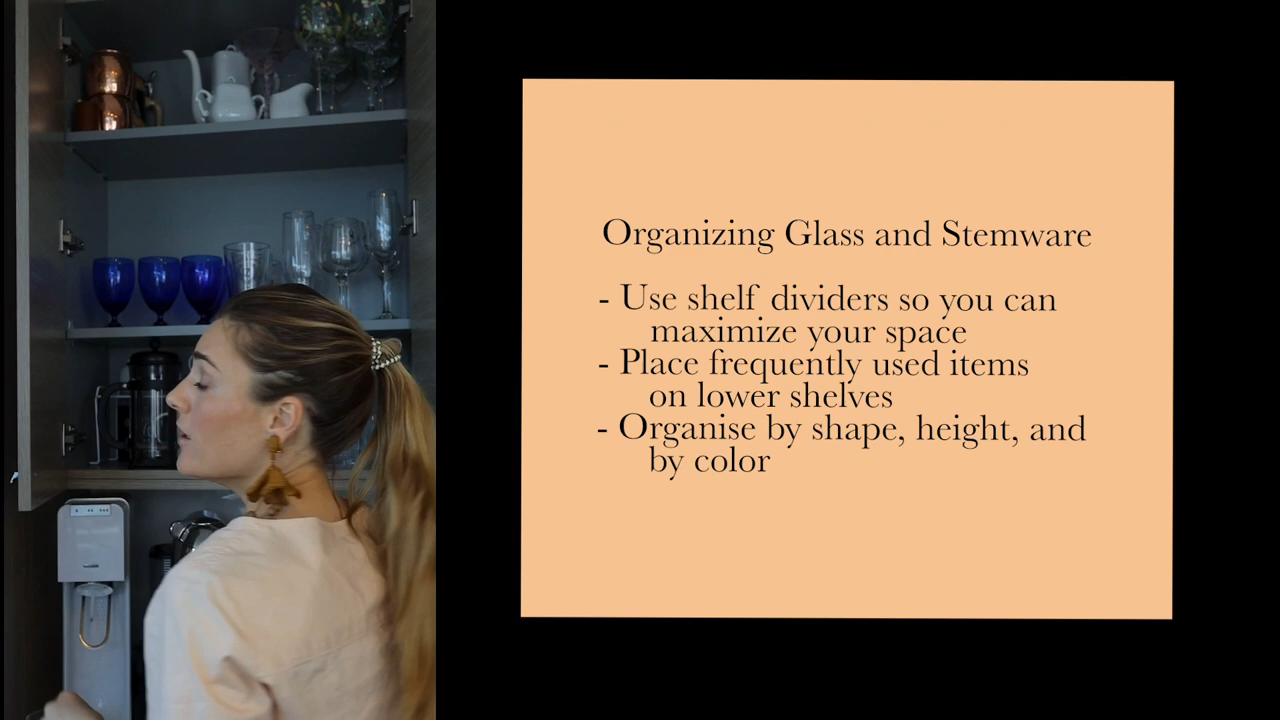 Organizing Glass and Stemware
- Use shelf dividers so you can
maximize your space
- Place frequently used items
on lower shelves
- Organise by shape, height, and
by color